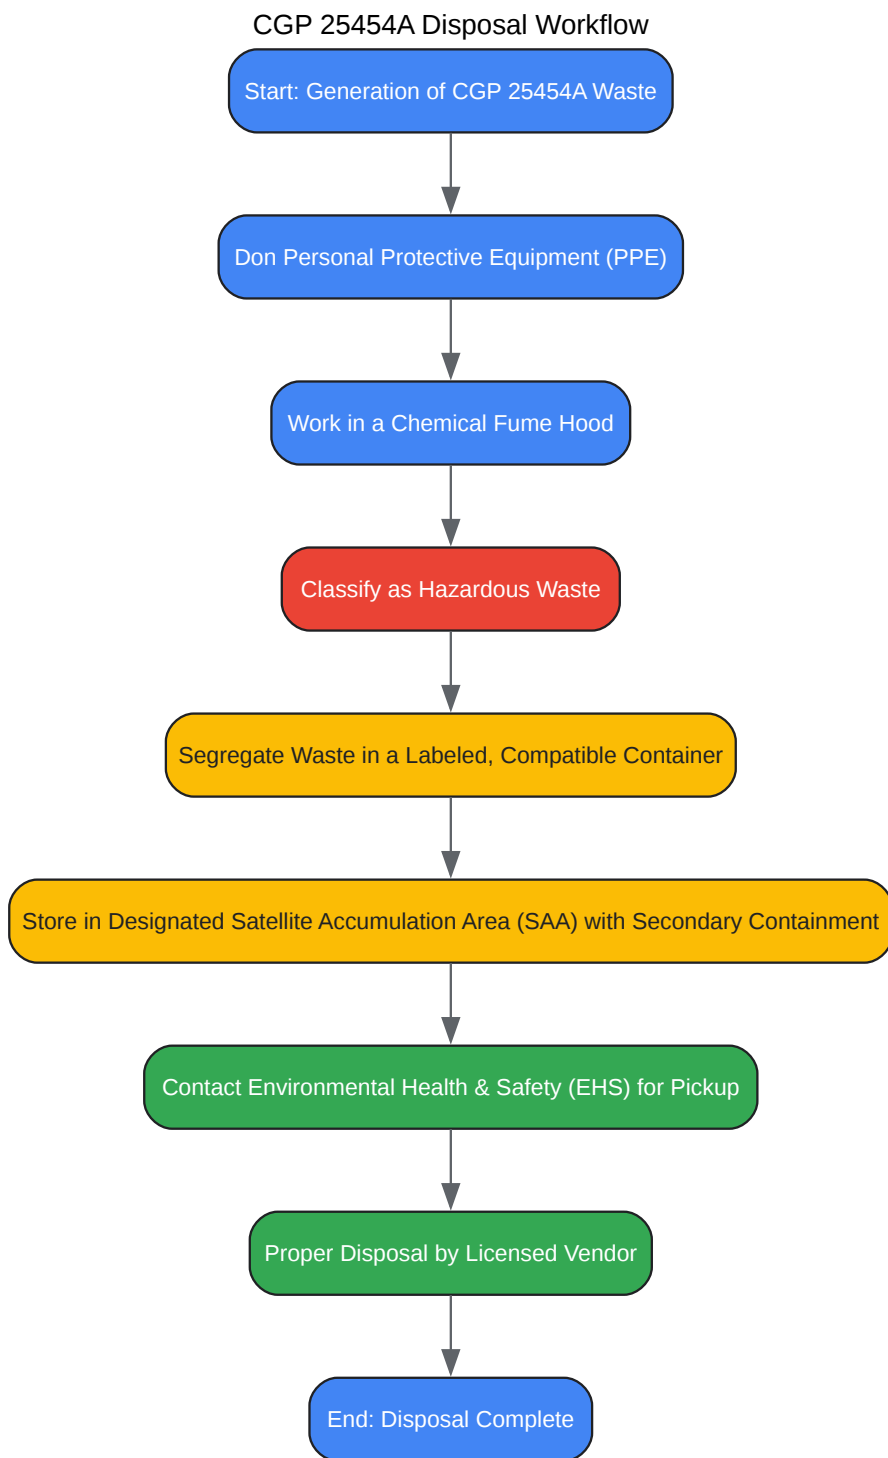 CGP 25454A Disposal Workflow
Start: Generation of CGP 25454A Waste
Don Personal Protective Equipment (PPE)
Work in a Chemical Fume Hood
Classify as Hazardous Waste
Segregate Waste in a Labeled, Compatible Container
Store in Designated Satellite Accumulation Area (SAA) with Secondary Containment
Contact Environmental Health & Safety (EHS) for Pickup
Proper Disposal by Licensed Vendor
End: Disposal Complete